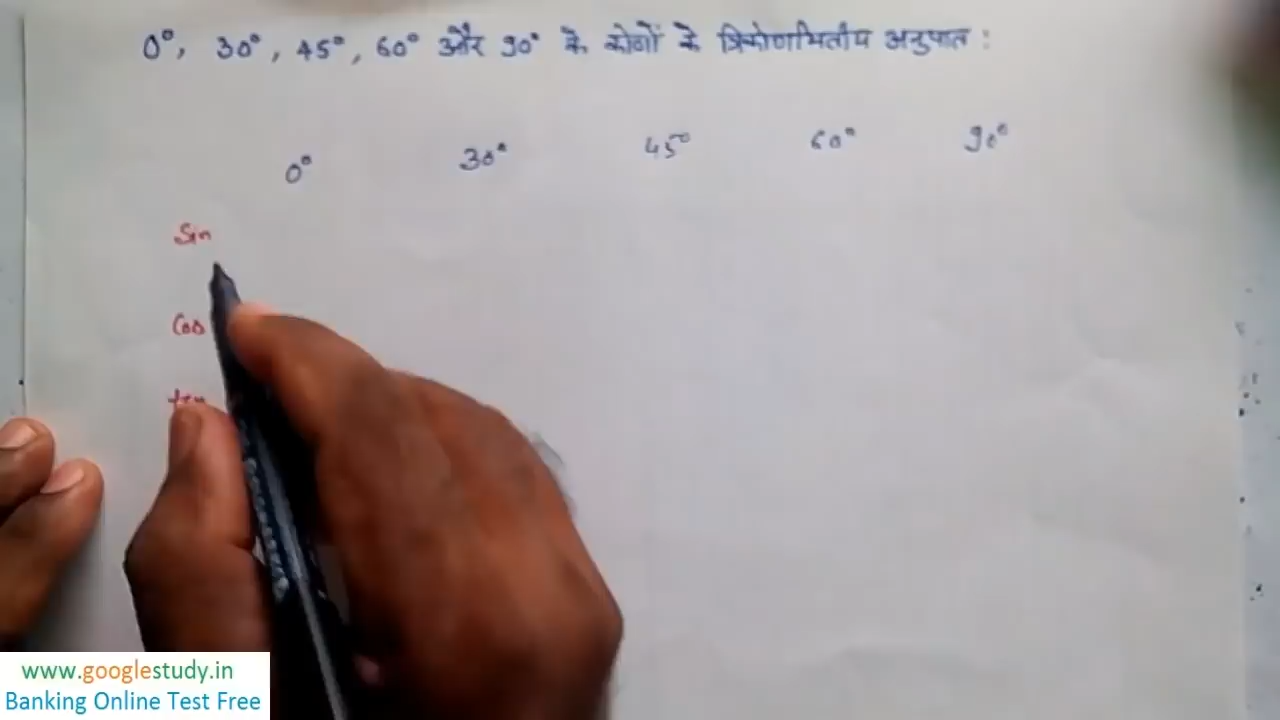 0°, 30°, 45°, 60° और 90° के कोणों के त्रिकोणमितीय अनुपात :
0° 30° 45° 60° 90°
Sin
Cos
tan
www.googlestudy.in
Banking Online Test Free